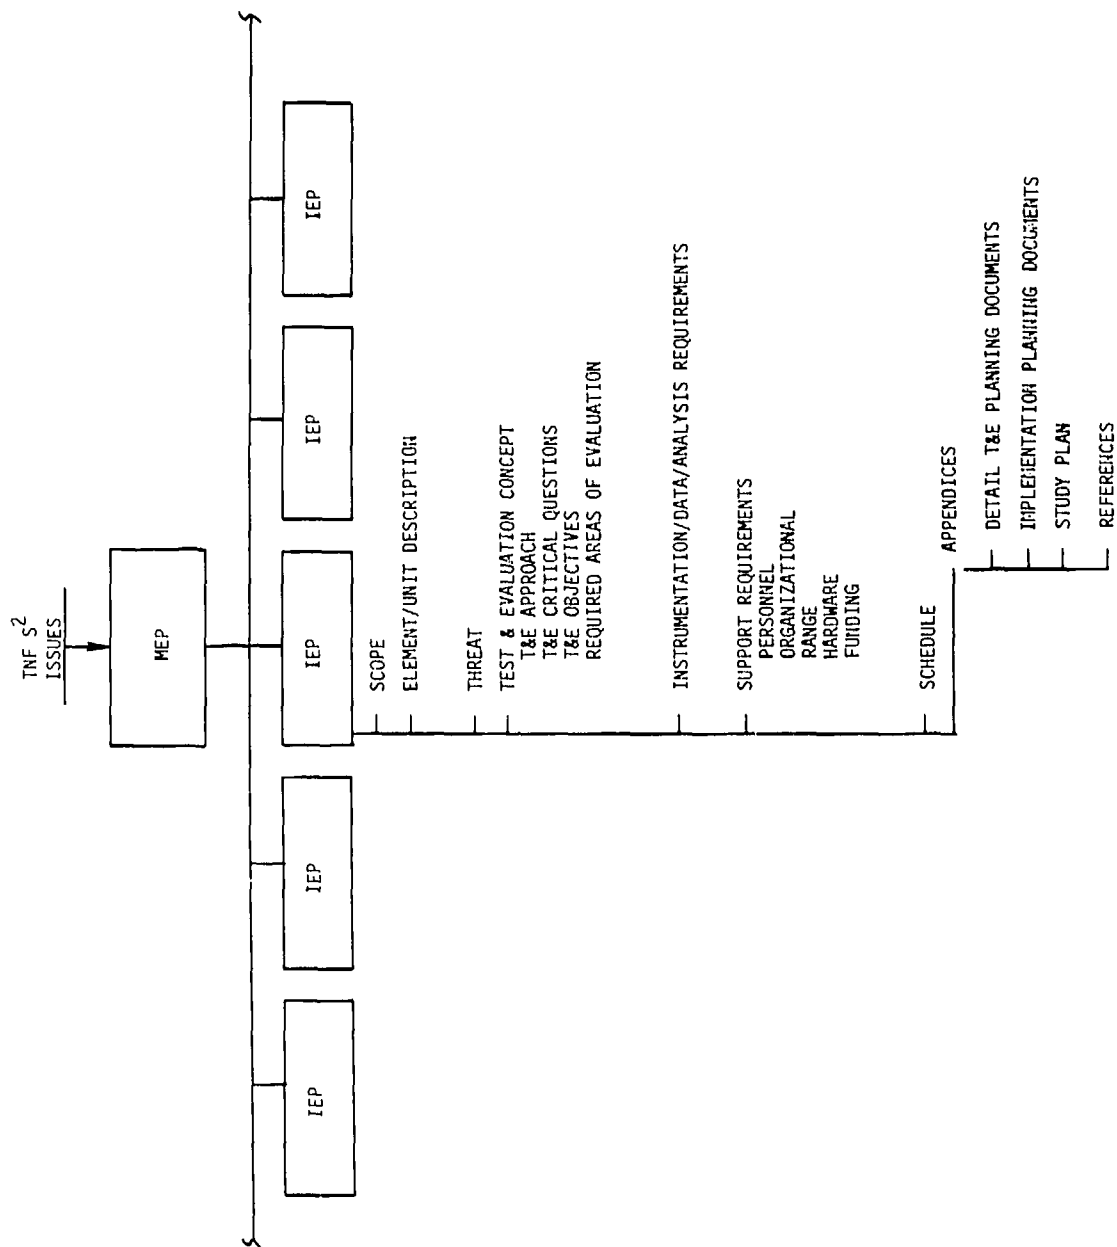 TNF S²
ISSUES
MEP
IEP
IEP
IEP
IEP
IEP
SCOPE
ELEMENT/UNIT DESCRIPTION
THREAT
TEST & EVALUATION CONCEPT
T&E APPROACH
T&E CRITICAL QUESTIONS
T&E OBJECTIVES
REQUIRED AREAS OF EVALUATION
INSTRUMENTATION/DATA/ANALYSIS REQUIREMENTS
SUPPORT REQUIREMENTS
PERSONNEL
ORGANIZATIONAL
RANGE
HARDWARE
FUNDING
SCHEDULE
APPENDICES
DETAIL T&E PLANNING DOCUMENTS
IMPLEMENTATION PLANNING DOCUMENTS
STUDY PLAN
REFERENCES